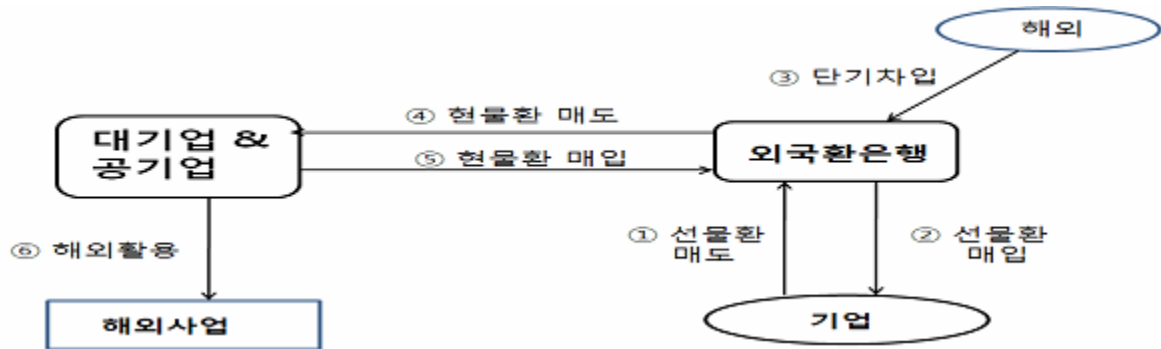 해외
③ 단기차입
④ 현물환 매도
대기업 &
공기업
외국환은행
⑤ 현물환 매입
⑥ 해외활용
① 선물환
매도
② 선물환
매입
해외사업
기업